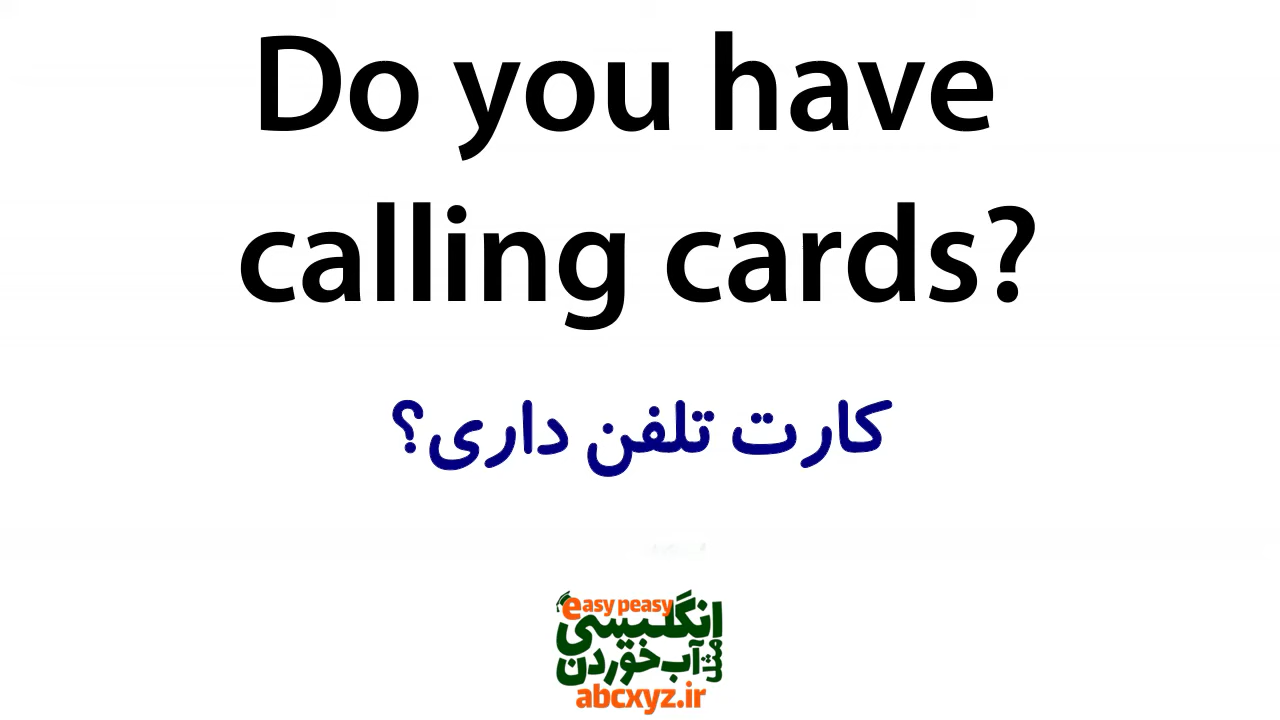 Do you have
calling cards?
کارت تلفن داری؟
easy peasy
انگلیسی
مثل آب خوردن
abcxyz.ir